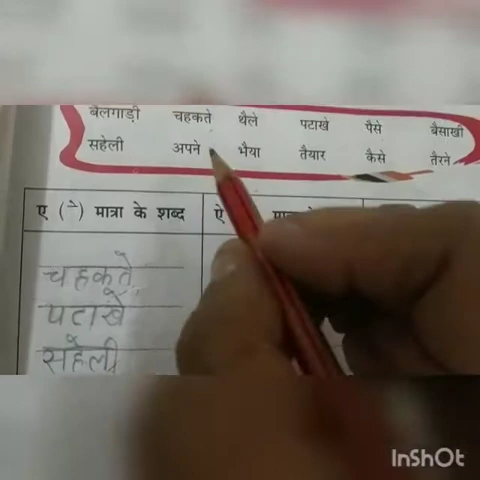 बैलगाड़ी चहकते थैले पटाखे पैसे बैसाखी
सहेली अपने भैया तैयार कैसे तैरने
ए (े) मात्रा के शब्द ऐ
चहकते
पटाखे
सहेली
InShOt